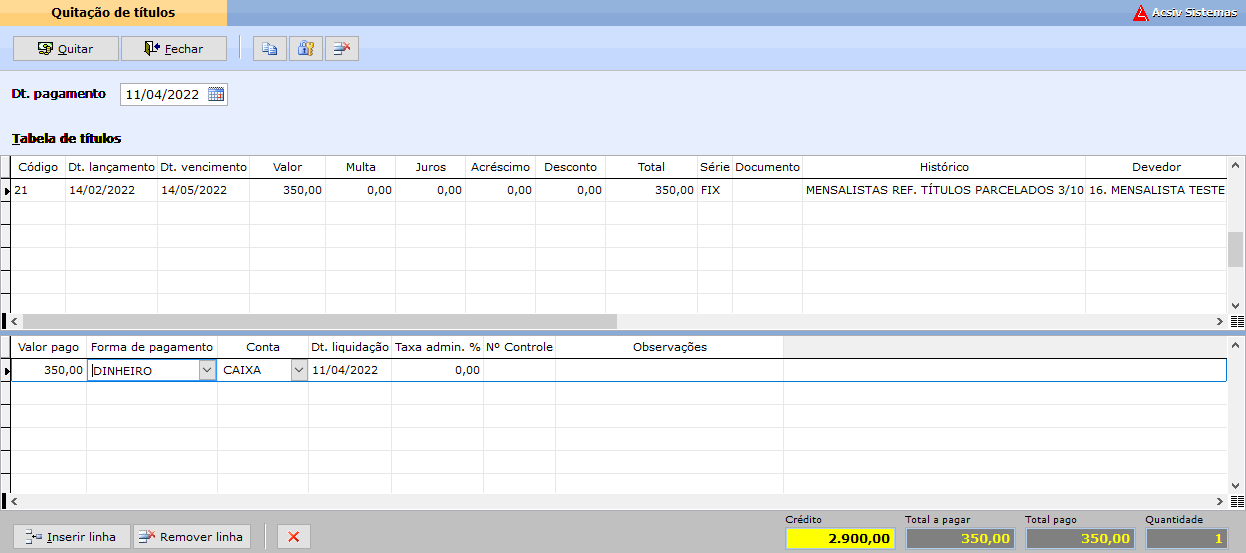 Quitação de títulos
Acsiv Sistemas
Quitar Fechar
Dt. pagamento 11/04/2022
Tabela de títulos
Código Dt. lançamento Dt. vencimento Valor Multa Juros Acréscimo Desconto Total Série Documento Histórico Devedor
21 14/02/2022 14/05/2022 350,00 0,00 0,00 0,00 0,00 350,00 FIX MENSALISTAS REF. TÍTULOS PARCELADOS 3/10 16. MENSALISTA TESTE
Valor pago Forma de pagamento Conta Dt. liquidação Taxa admin. % Nº Controle Observações
350,00 DINHEIRO CAIXA 11/04/2022 0,00
Inserir linha Remover linha
Crédito Total a pagar Total pago Quantidade
2.900,00 350,00 350,00 1